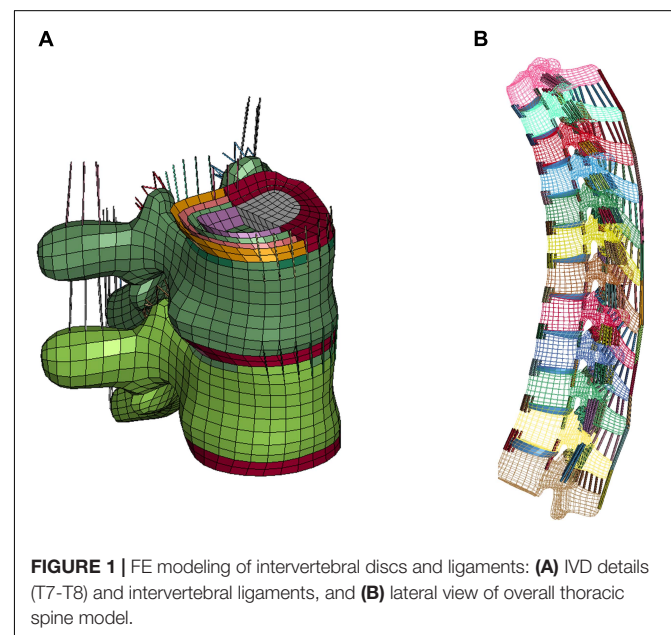 A
B
FIGURE 1 | FE modeling of intervertebral discs and ligaments: (A) IVD details
(T7-T8) and intervertebral ligaments, and (B) lateral view of overall thoracic
spine model.